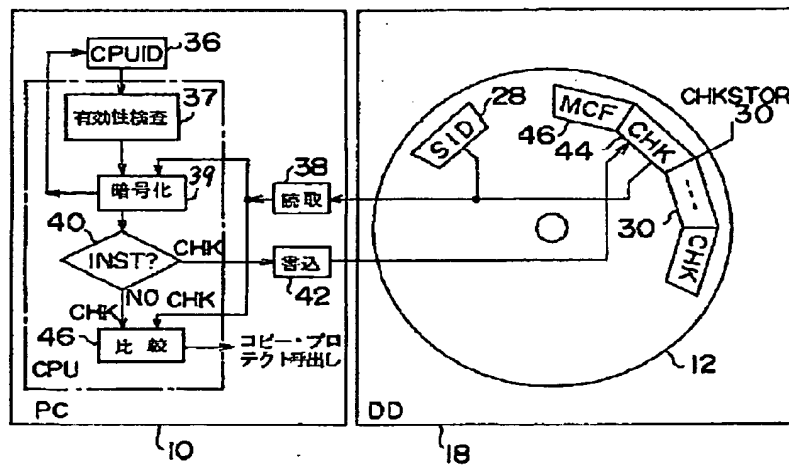 CPUID
36
有効性検査
37
暗号化
39
40
INST?
CHK
NO
CHK
CHK
46
比較
CPU
コピー・プロ
テクト呼出し
PC
10
38
読取
書込
42
SID
28
MCF
46
44
CHK
CHKSTOR
30
---
30
CHK
12
DD
18